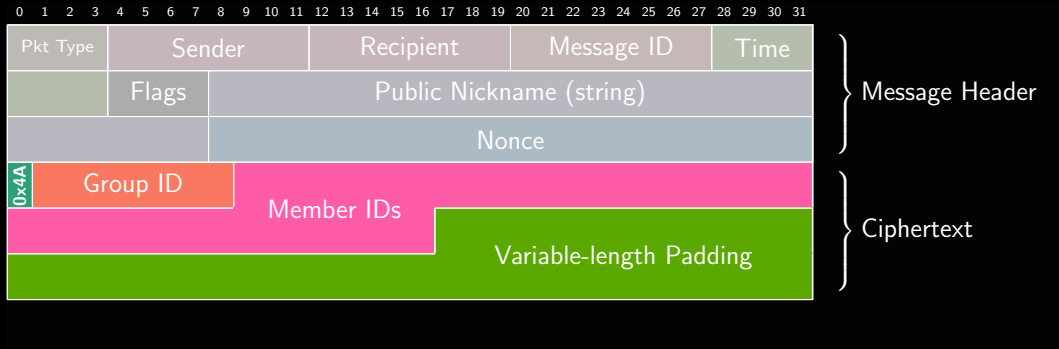 0 1 2 3 4 5 6 7 8 9 10 11 12 13 14 15 16 17 18 19 20 21 22 23 24 25 26 27 28 29 30 31
Pkt Type Sender Recipient Message ID Time
Flags Public Nickname (string) Message Header
Nonce
0x4A Group ID
Member IDs
Ciphertext
Variable-length Padding